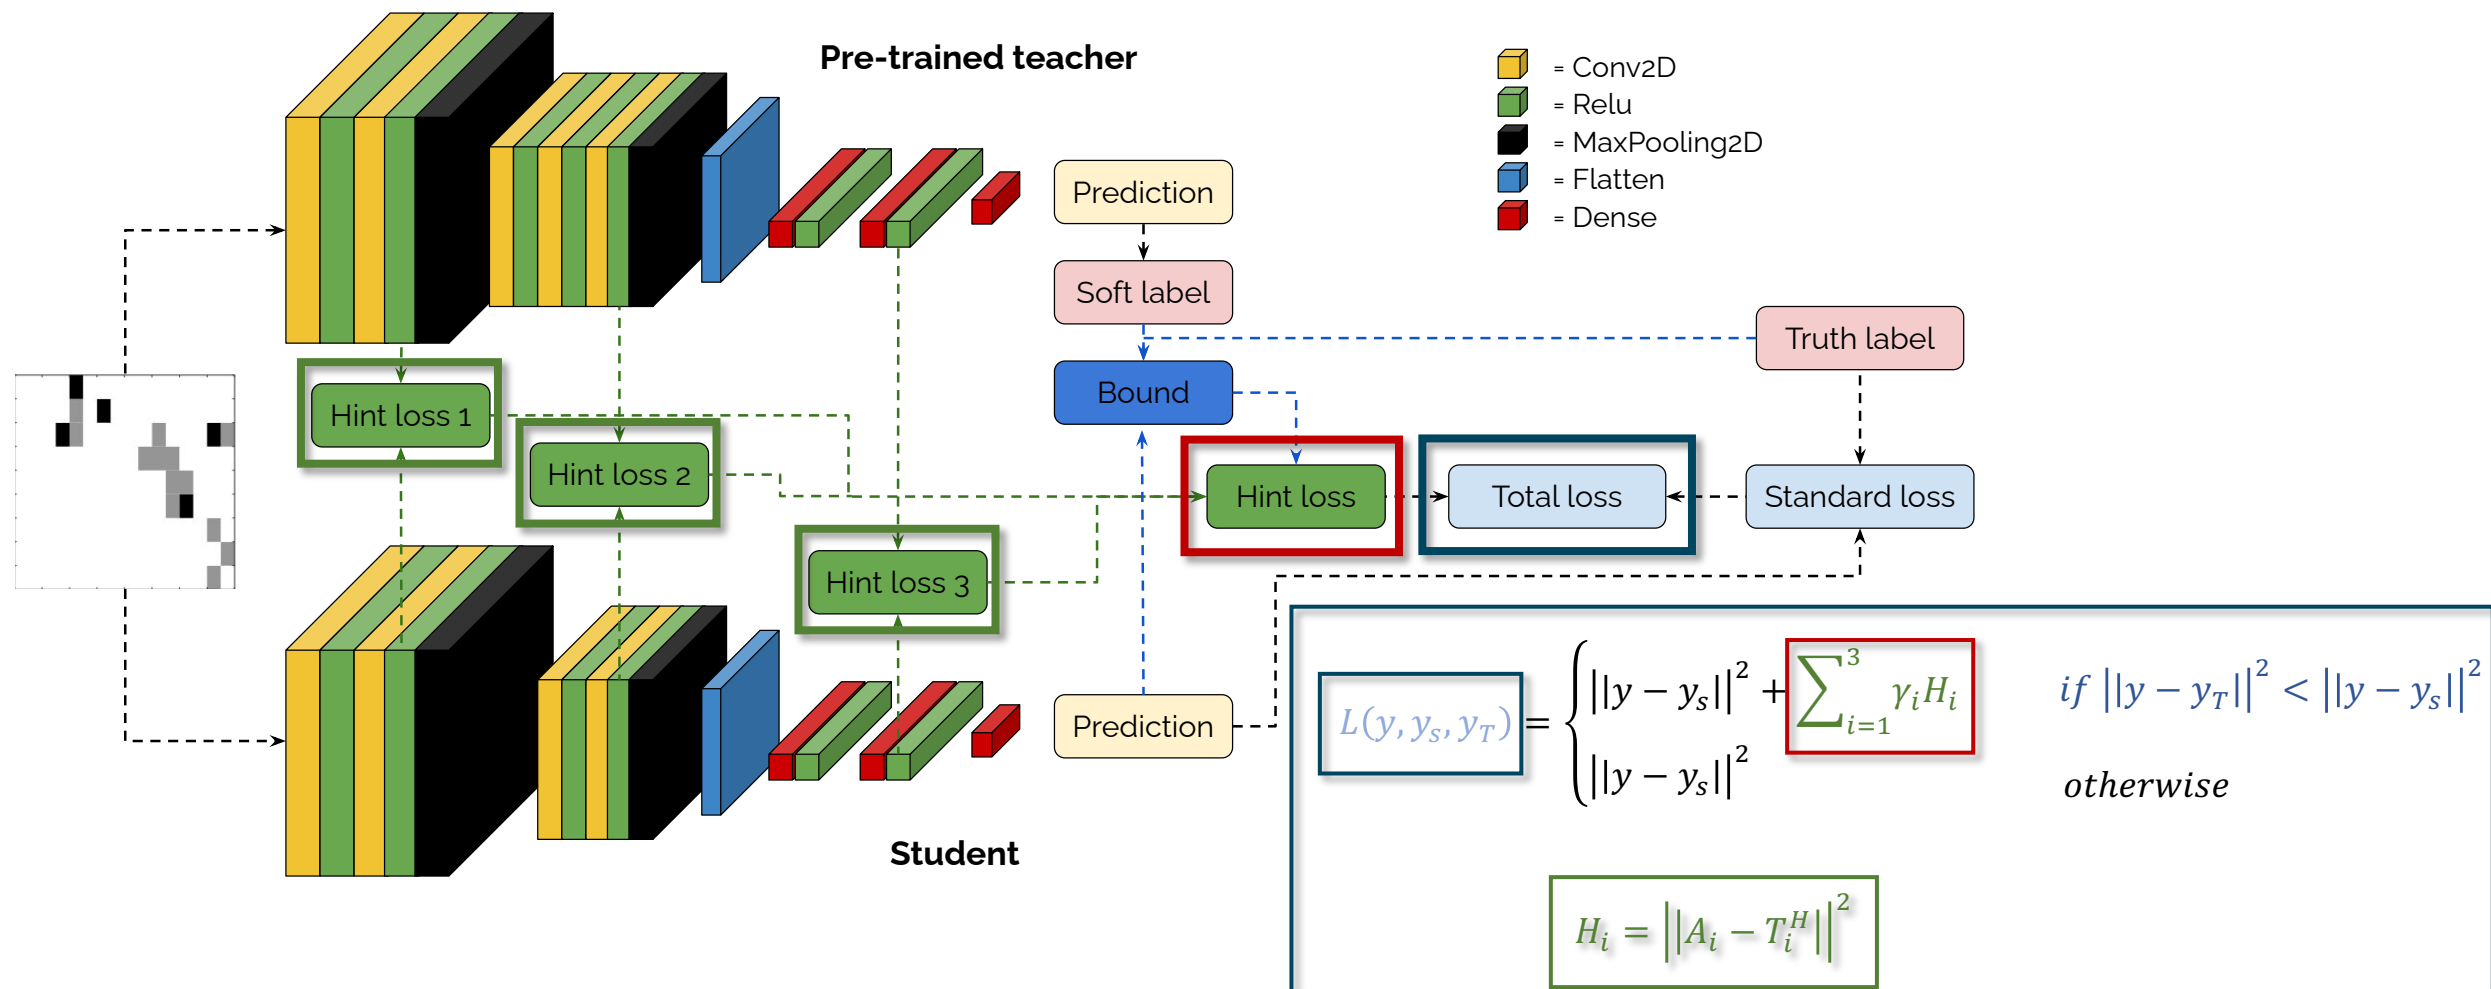 Pre-trained teacher
= Conv2D
= Relu
= MaxPooling2D
= Flatten
= Dense
Prediction
Soft label
Truth label
Bound
Hint loss 1
Hint loss 2
Hint loss
Total loss
Standard loss
Hint loss 3
Prediction
Student
L(y, y_s, y_T) = { ||y − y_s||² + ∑_{i=1}^{3} γ_i H_i if ||y − y_T||² < ||y − y_s||²
||y − y_s||² otherwise
H_i = ||A_i − T_i^H||²